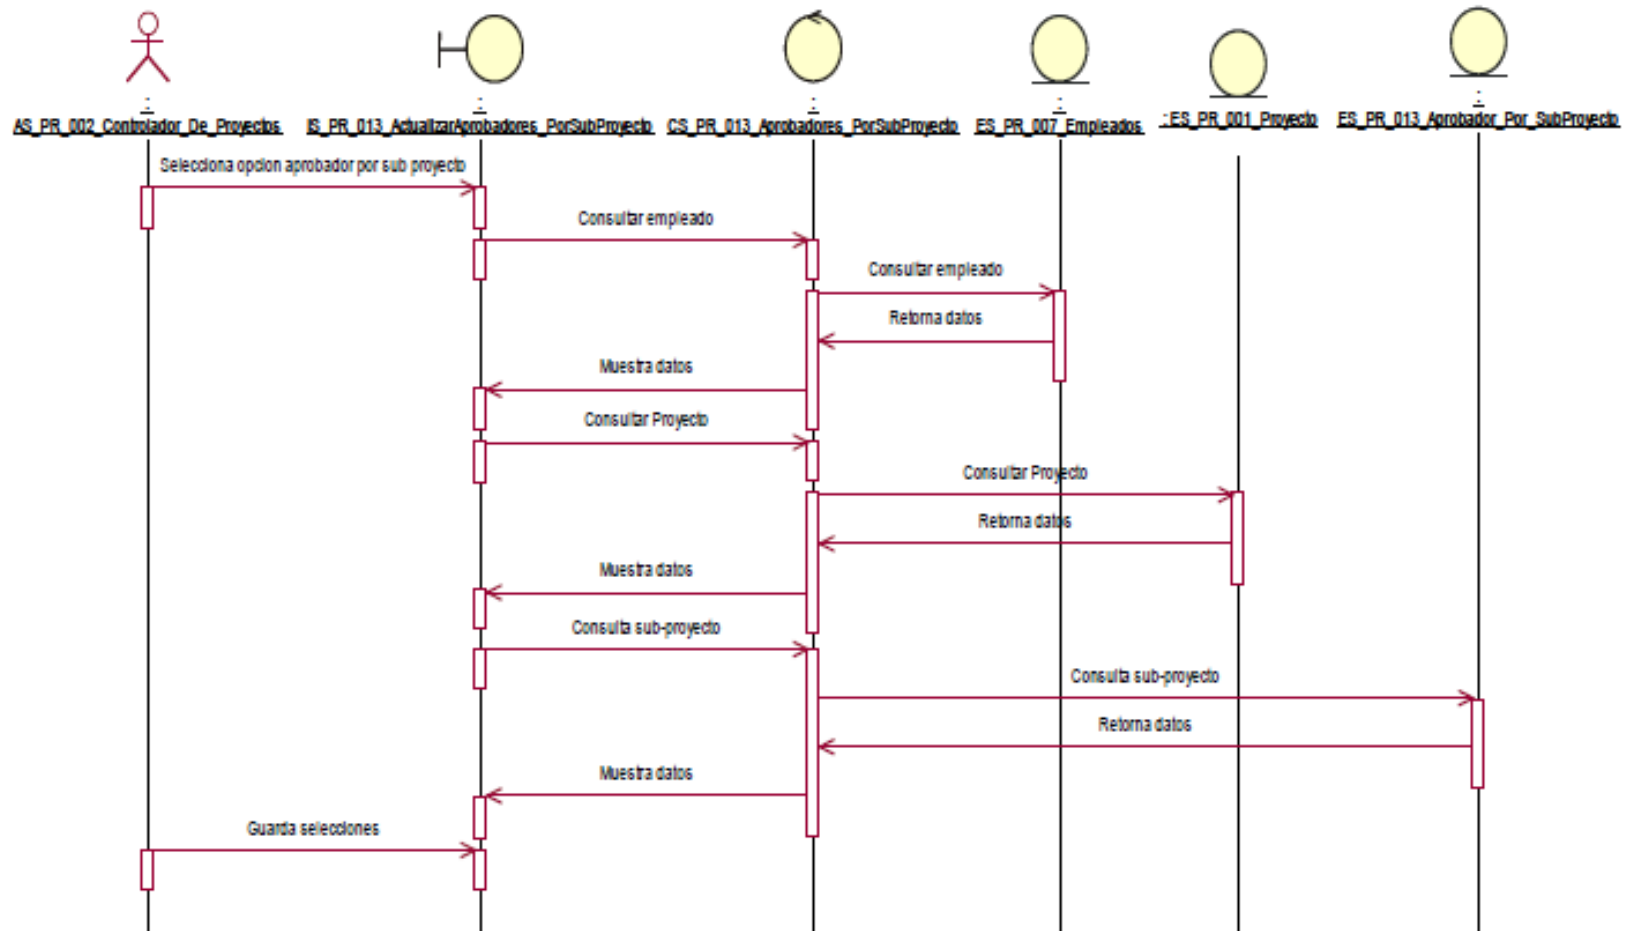 :
:
:
:
:
AS_PR_002_Controlador_De_Proyectos
IS_PR_013_ActualizarAprobadores_PorSubProyecto
CS_PR_013_Aprobadores_PorSubProyecto
ES_PR_007_Empleados
: ES_PR_001_Proyecto
ES_PR_013_Aprobador_Por_SubProyecto
Selecciona opcion aprobador por sub proyecto
Consultar empleado
Consultar empleado
Retorna datos
Muestra datos
Consultar Proyecto
Consultar Proyecto
Retorna datos
Muestra datos
Consulta sub-proyecto
Consulta sub-proyecto
Retorna datos
Muestra datos
Guarda selecciones